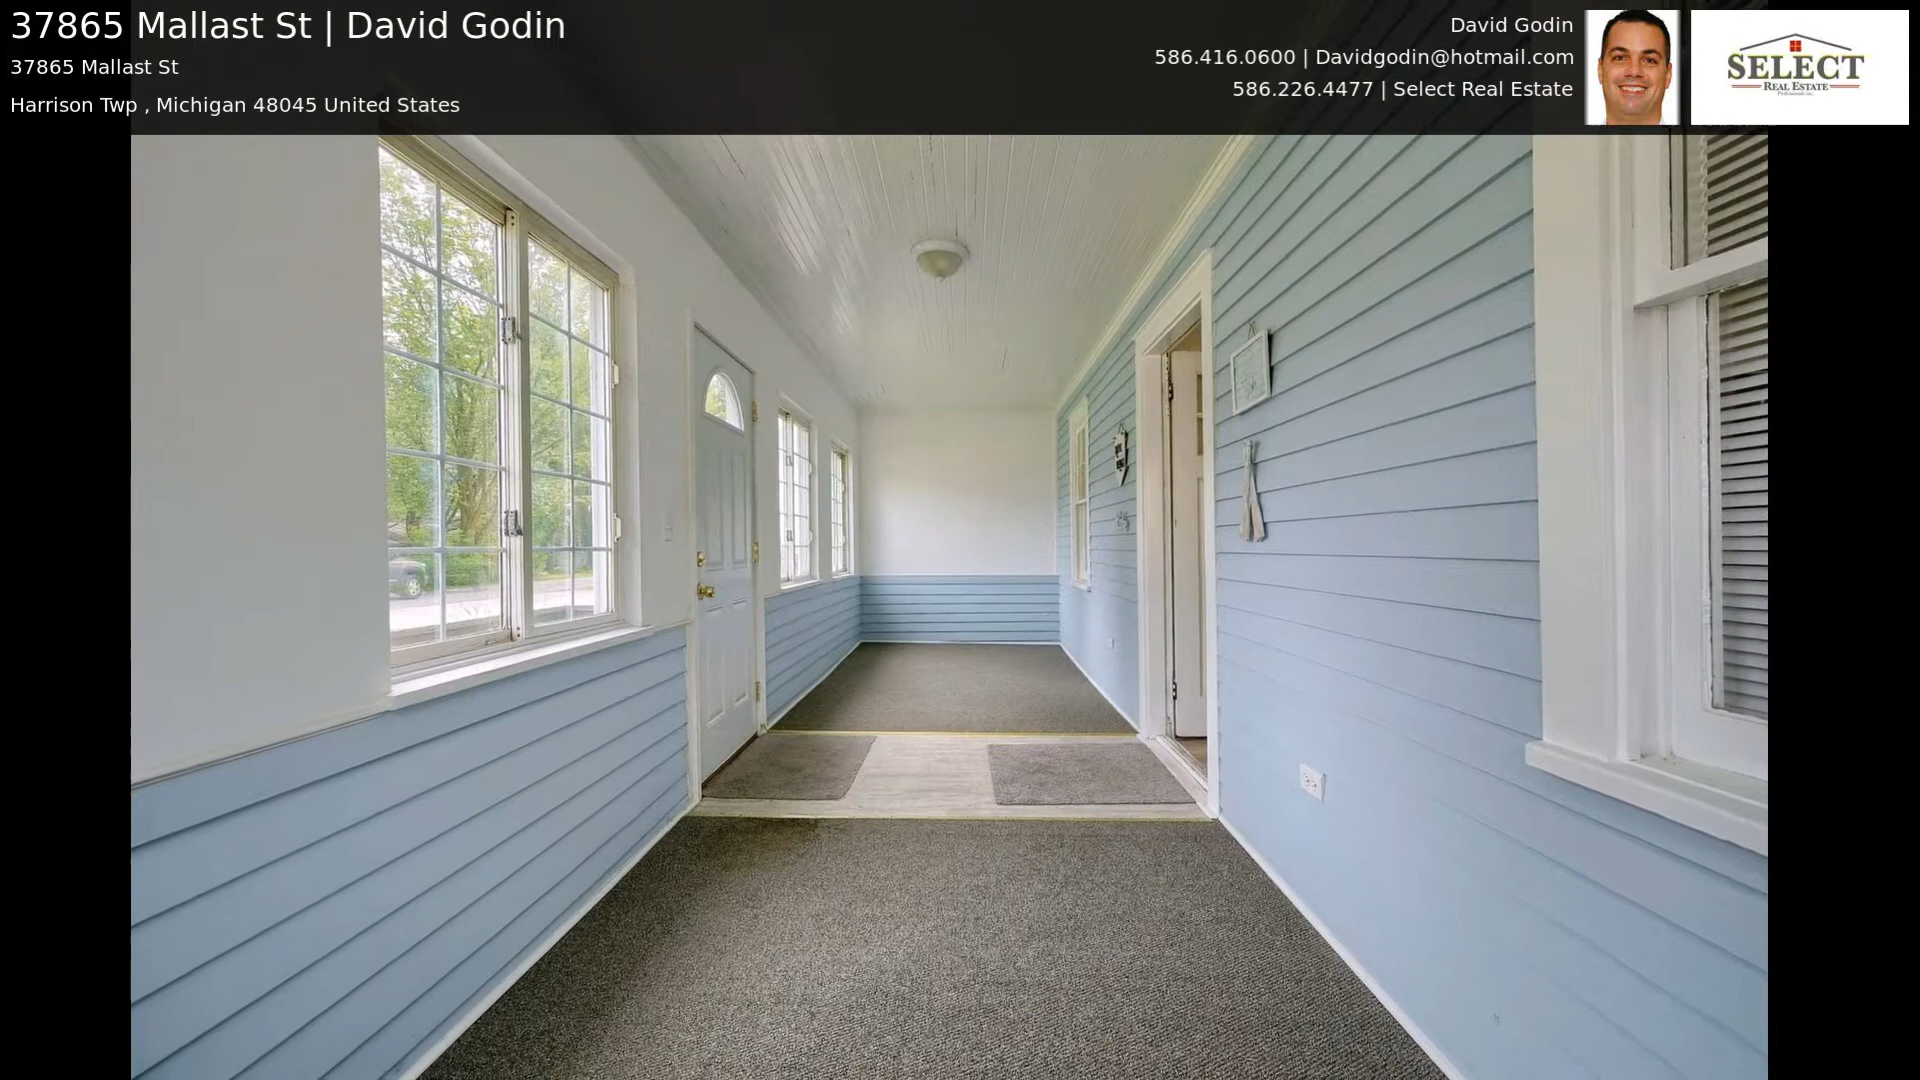 37865 Mallast St | David Godin
37865 Mallast St
Harrison Twp , Michigan 48045 United States
David Godin
586.416.0600 | Davidgodin@hotmail.com
586.226.4477 | Select Real Estate
SELECT
REAL ESTATE